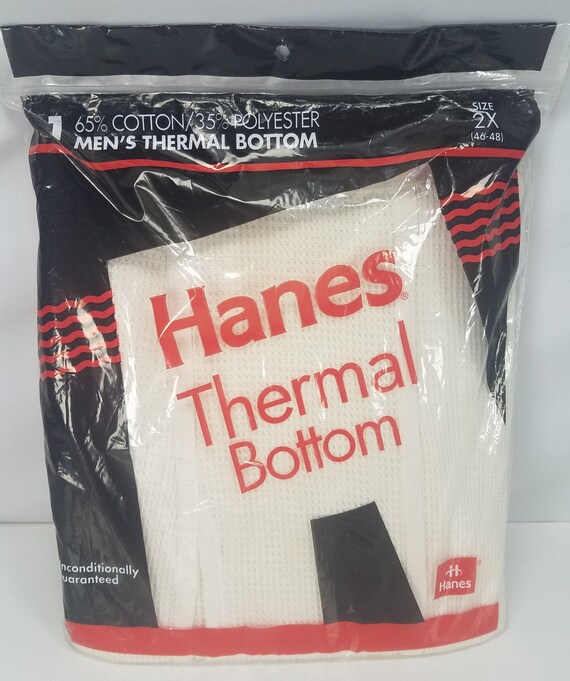 1 65% COTTON/35% POLYESTER
MEN'S THERMAL BOTTOM
SIZE
2X
(46-48)
Hanes®
Thermal
Bottom
nconditionally
uaranteed
Hanes®